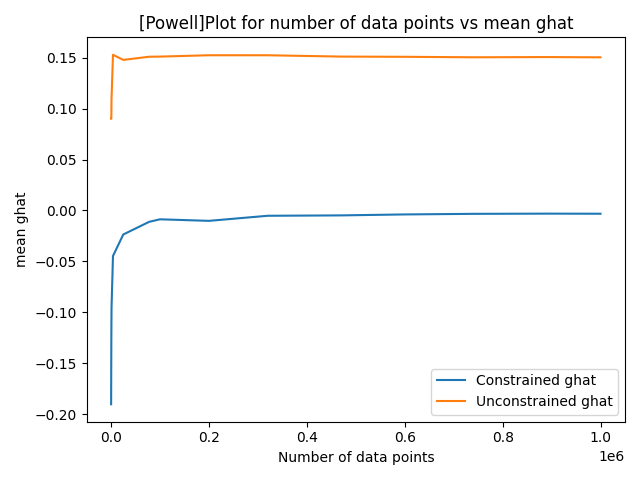 [Powell]Plot for number of data points vs mean ghat
0.15
0.10
0.05
0.00
−0.05
−0.10
−0.15
−0.20
mean ghat
Constrained ghat
Unconstrained ghat
0.0 0.2 0.4 0.6 0.8 1.0
1e6
Number of data points